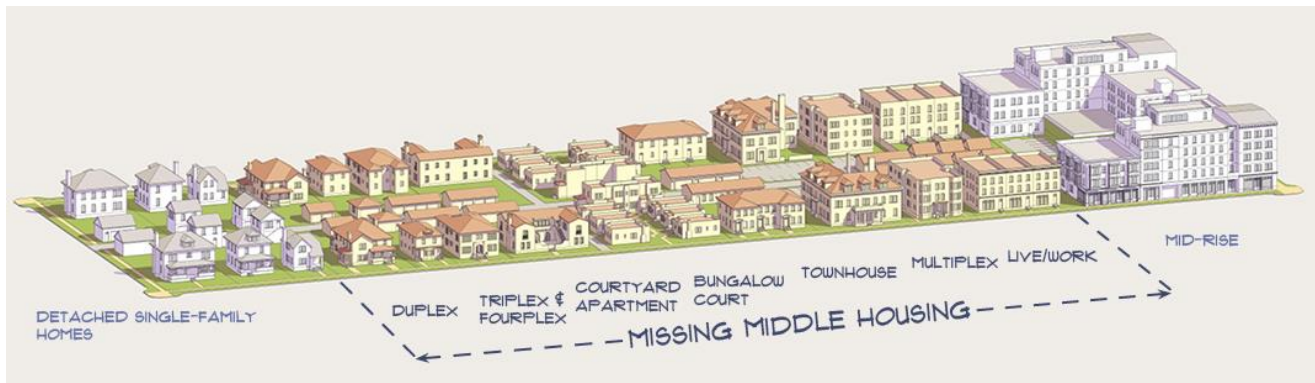 DETACHED SINGLE-FAMILY
HOMES
DUPLEX
TRIPLEX &
FOURPLEX
COURTYARD
APARTMENT
BUNGALOW
COURT
TOWNHOUSE
MULTIPLEX
LIVE/WORK
MID-RISE
MISSING MIDDLE HOUSING